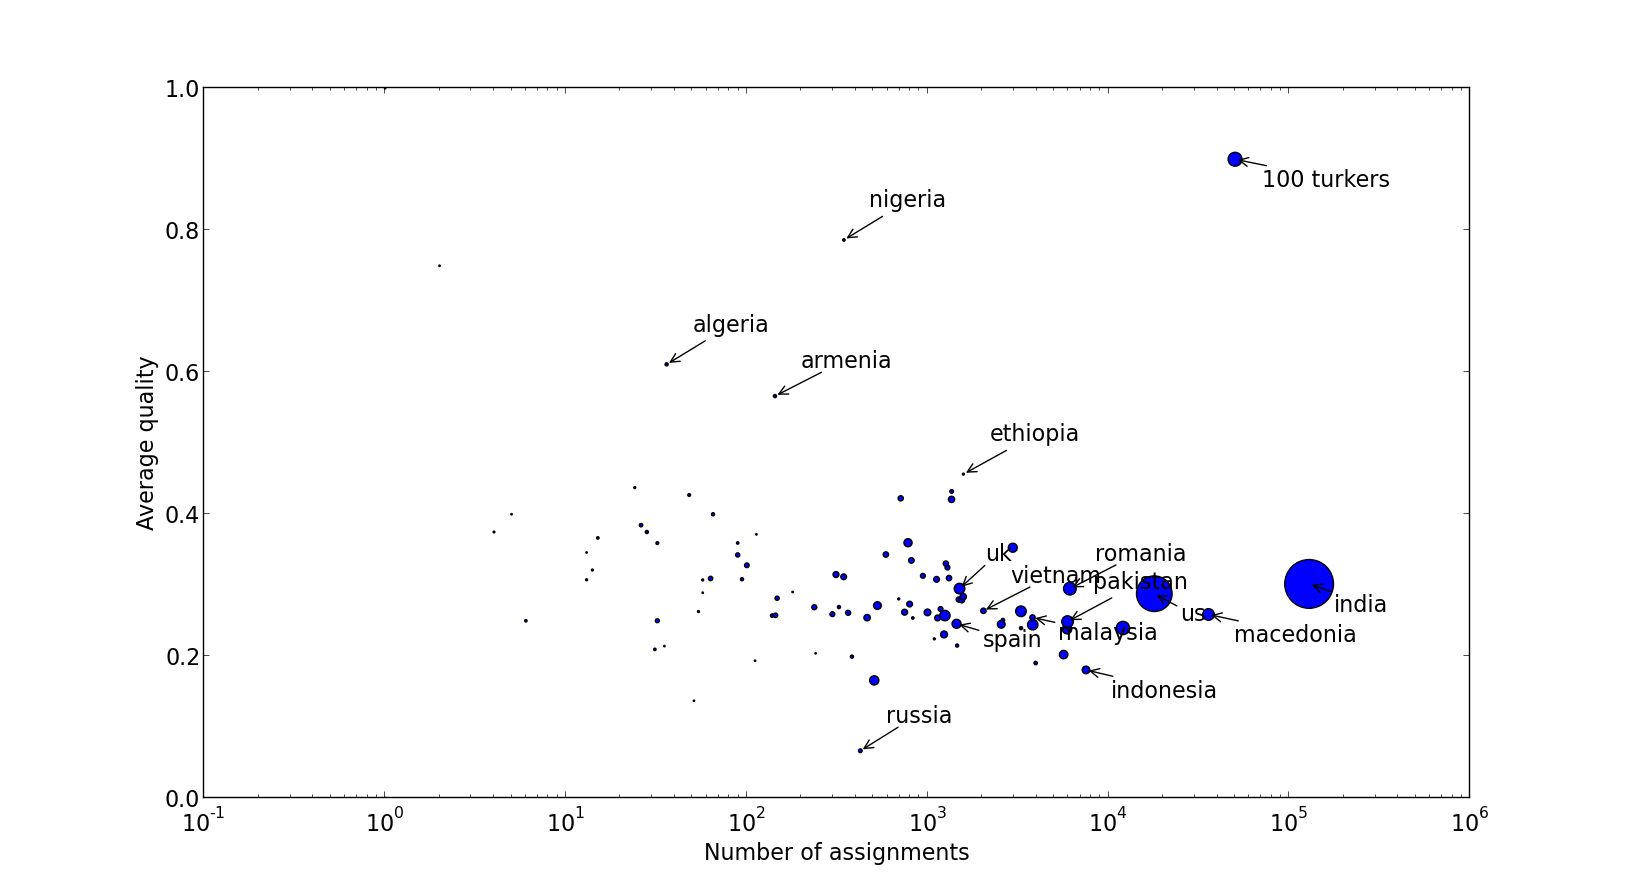 1.0
100 turkers
nigeria
0.8
algeria
armenia
0.6
Average quality
ethiopia
0.4
uk
romania
vietnam
pakistan
india
us
macedonia
spain
malaysia
0.2
indonesia
russia
0.0
10^-1 10^0 10^1 10^2 10^3 10^4 10^5 10^6
Number of assignments